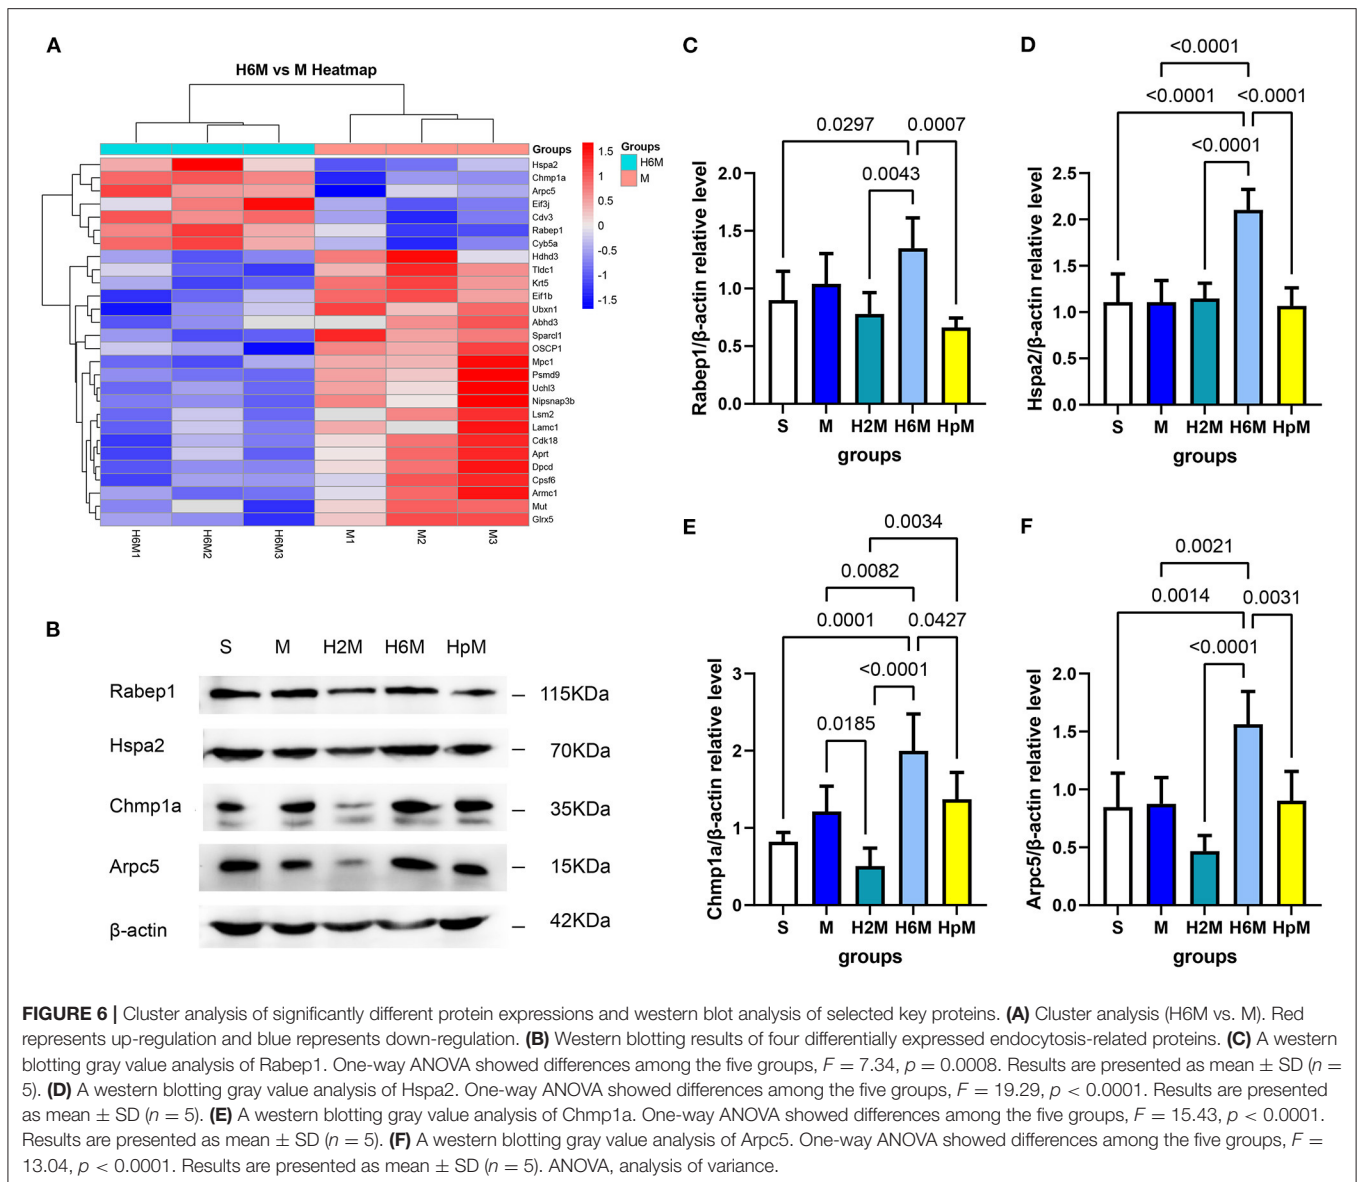 A
H6M vs M Heatmap
Groups
Hspa2
Chmp1a
Arpc5
Eif3j
Cdv3
Rabep1
Cyb5a
Hdhd3
Tldc1
Krt5
Eif1b
Ubxn1
Abhd3
Sparcl1
OSCP1
Mpc1
Psmd9
Uchl3
Nipsnap3b
Lsm2
Lamc1
Cdk18
Aprt
Dpcd
Cpsf6
Armc1
Mut
Glrx5
H6M1 H6M2 H6M3 M1 M2 M3
1.5
1
0.5
0
-0.5
-1
-1.5
Groups
H6M
M
B
S M H2M H6M HpM
Rabep1 115KDa
Hspa2 70KDa
Chmp1a 35KDa
Arpc5 15KDa
β-actin 42KDa
C
0.0297 0.0007
0.0043
Rabep1/β-actin relative level
2.0
1.5
1.0
0.5
0.0
S M H2M H6M HpM
groups
D
<0.0001
<0.0001 <0.0001
<0.0001
Hspa2/β-actin relative level
2.5
2.0
1.5
1.0
0.5
0.0
S M H2M H6M HpM
groups
E
0.0034
0.0082
0.0001 0.0427
<0.0001
0.0185
Chmp1a/β-actin relative level
3
2
1
0
S M H2M H6M HpM
groups
F
0.0021
0.0014 0.0031
<0.0001
Arpc5/β-actin relative level
2.0
1.5
1.0
0.5
0.0
S M H2M H6M HpM
groups
FIGURE 6 | Cluster analysis of significantly different protein expressions and western blot analysis of selected key proteins. (A) Cluster analysis (H6M vs. M). Red
represents up-regulation and blue represents down-regulation. (B) Western blotting results of four differentially expressed endocytosis-related proteins. (C) A western
blotting gray value analysis of Rabep1. One-way ANOVA showed differences among the five groups, F = 7.34, p = 0.0008. Results are presented as mean ± SD (n =
5). (D) A western blotting gray value analysis of Hspa2. One-way ANOVA showed differences among the five groups, F = 19.29, p < 0.0001. Results are presented
as mean ± SD (n = 5). (E) A western blotting gray value analysis of Chmp1a. One-way ANOVA showed differences among the five groups, F = 15.43, p < 0.0001.
Results are presented as mean ± SD (n = 5). (F) A western blotting gray value analysis of Arpc5. One-way ANOVA showed differences among the five groups, F =
13.04, p < 0.0001. Results are presented as mean ± SD (n = 5). ANOVA, analysis of variance.